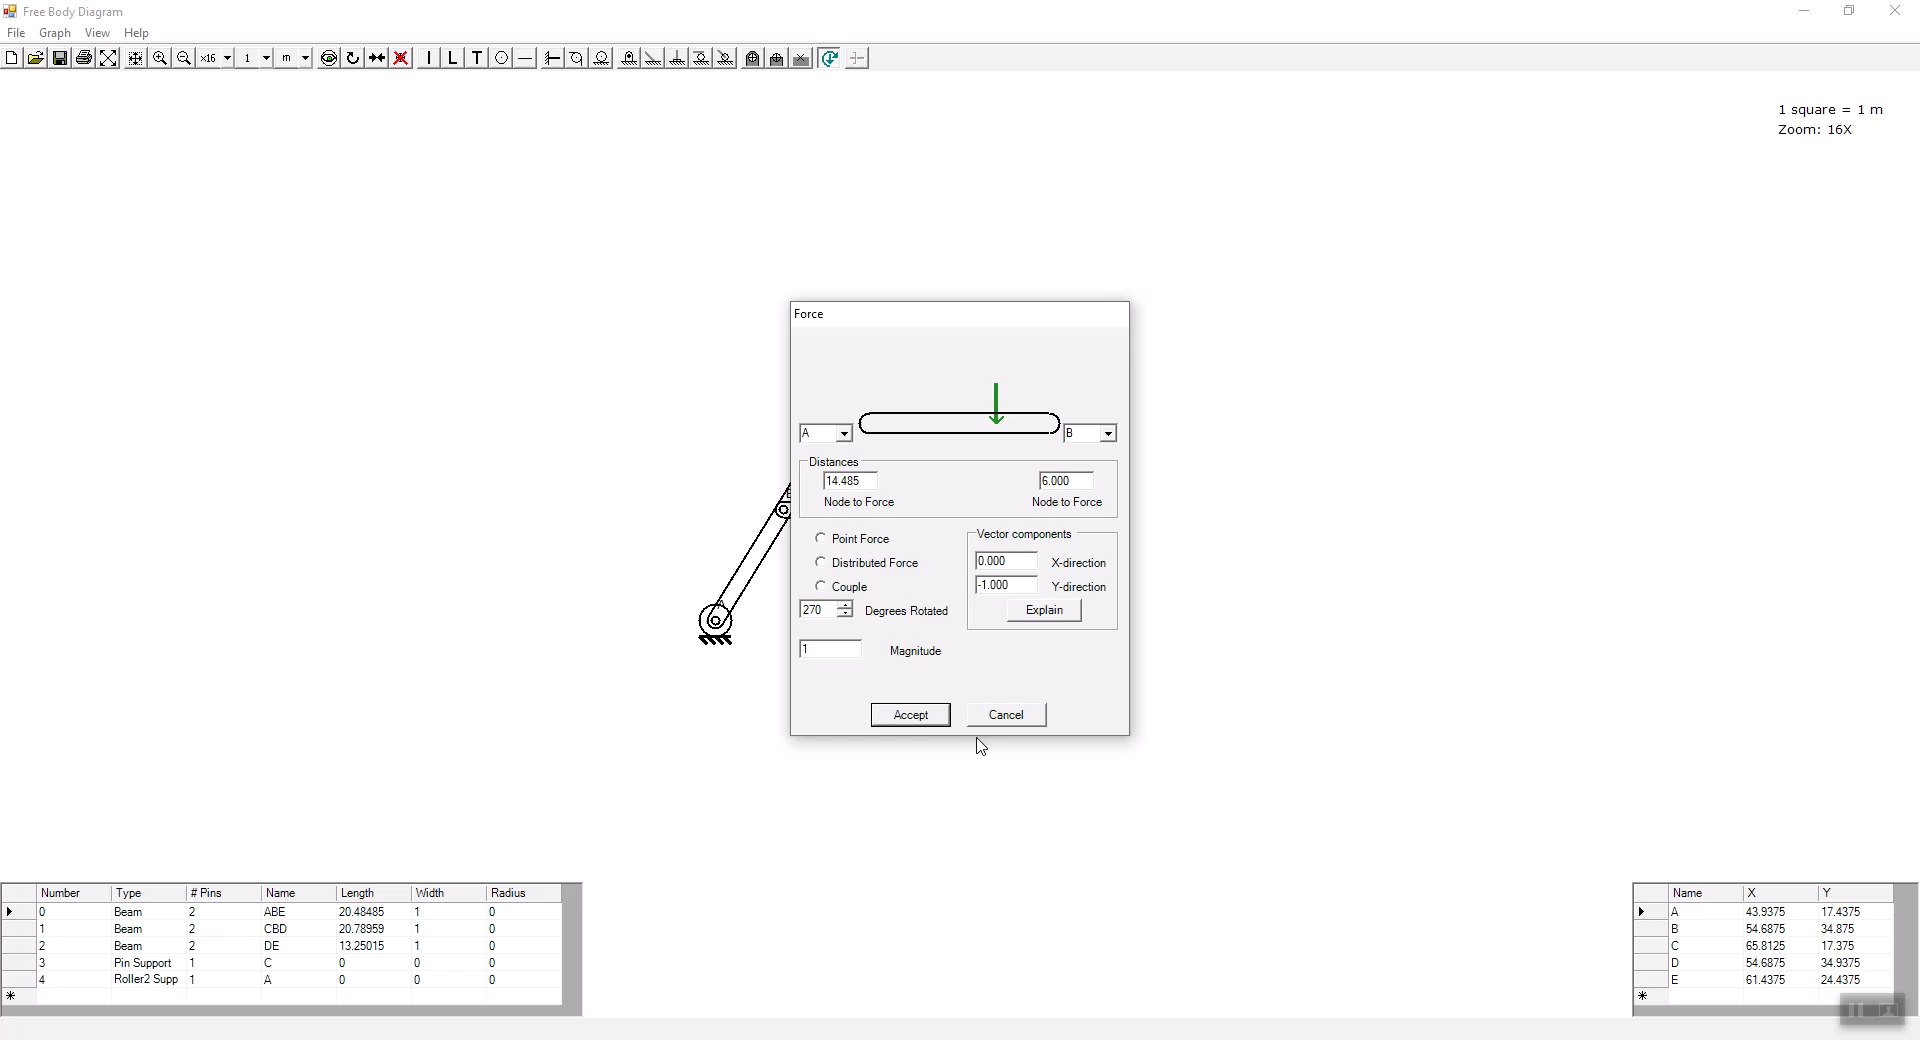 Free Body Diagram
File Graph View Help
x16 1 m
1 square = 1 m
Zoom: 16X
Force
A B
Distances
14.485 6.000
Node to Force Node to Force
Point Force
Distributed Force
Couple
270 Degrees Rotated
Vector components
0.000 X-direction
-1.000 Y-direction
Explain
1 Magnitude
Accept Cancel
A
Number Type # Pins Name Length Width Radius
0 Beam 2 ABE 20.48485 1 0
1 Beam 2 CBD 20.78959 1 0
2 Beam 2 DE 13.25015 1 0
3 Pin Support 1 C 0 0 0
4 Roller2 Supp 1 A 0 0 0
Name X Y
A 43.9375 17.4375
B 54.6875 34.875
C 65.8125 17.375
D 54.6875 34.9375
E 61.4375 24.4375